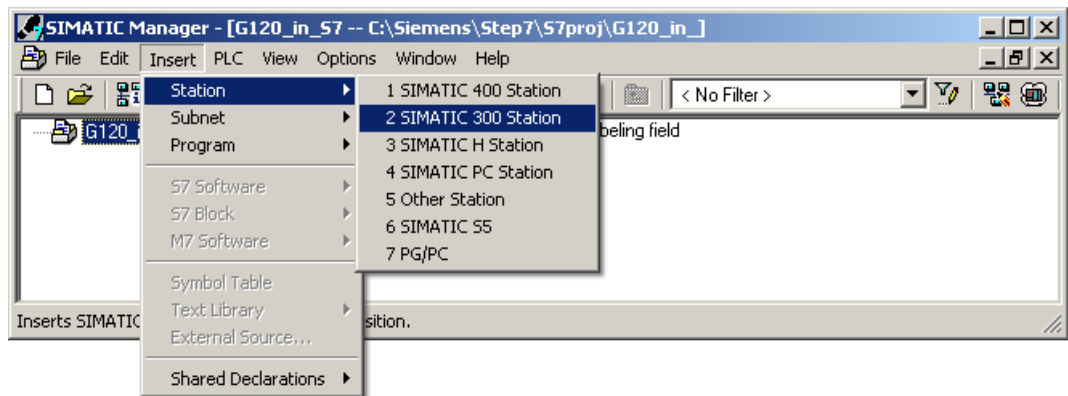 SIMATIC Manager - [G120_in_S7 -- C:\Siemens\Step7\S7proj\G120_in_]
File Edit Insert PLC View Options Window Help
< No Filter >
Station
Subnet
Program
S7 Software
S7 Block
M7 Software
Symbol Table
Text Library
External Source...
Shared Declarations
1 SIMATIC 400 Station
2 SIMATIC 300 Station
3 SIMATIC H Station
4 SIMATIC PC Station
5 Other Station
6 SIMATIC S5
7 PG/PC
G120_i
beling field
Inserts SIMATIC
sition.